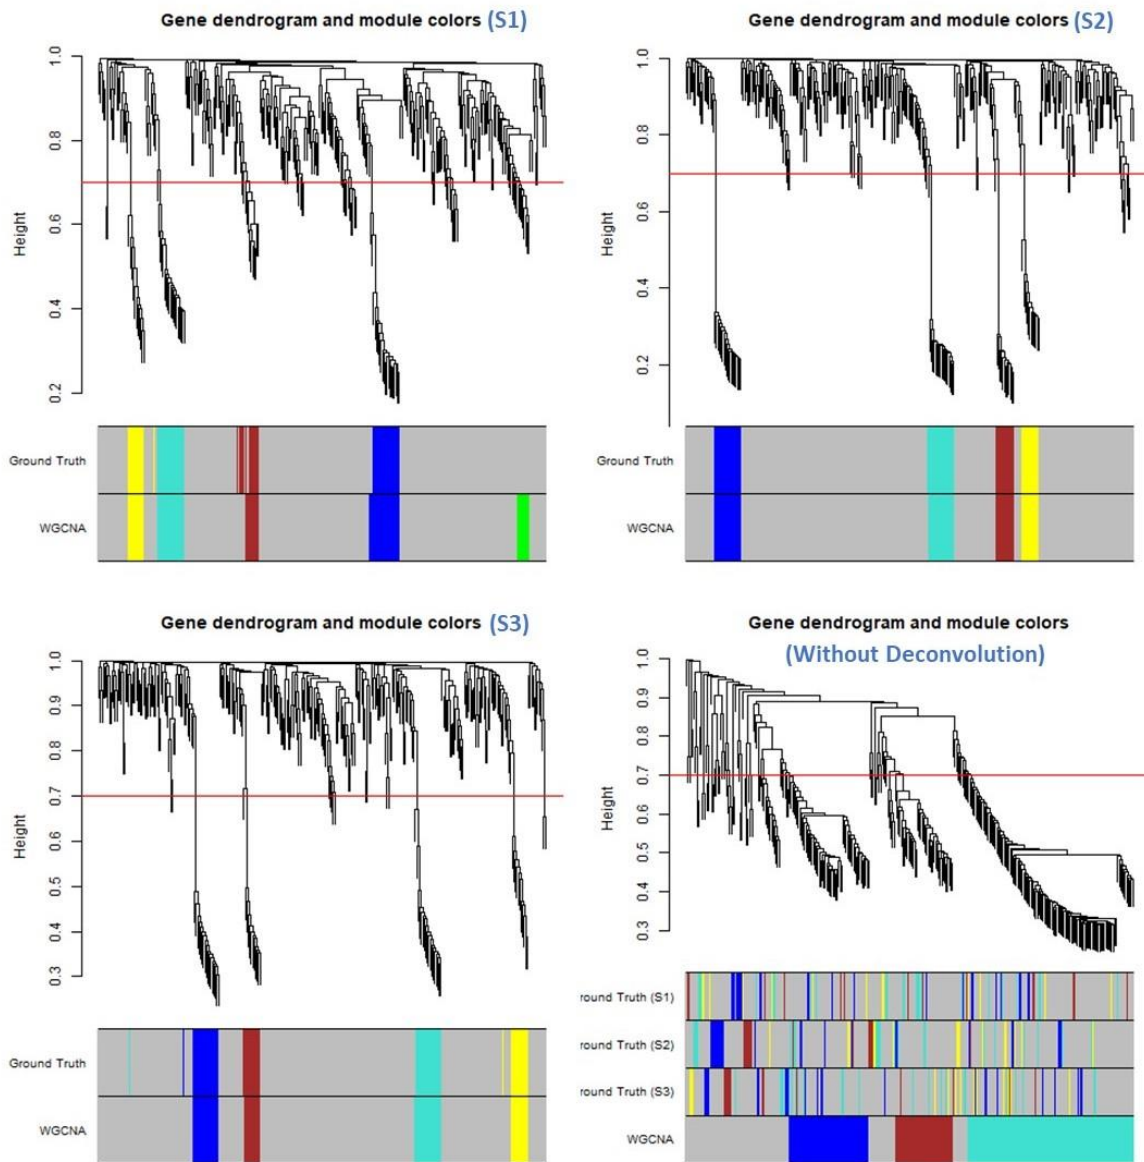 Gene dendrogram and module colors (S1)
1.0
0.8
0.6
0.4
0.2
Height
Ground Truth
WGCNA
Gene dendrogram and module colors (S2)
1.0
0.8
0.6
0.4
0.2
Height
Ground Truth
WGCNA
Gene dendrogram and module colors (S3)
1.0
0.9
0.8
0.7
0.6
0.5
0.4
0.3
Height
Ground Truth
WGCNA
Gene dendrogram and module colors
(Without Deconvolution)
1.0
0.9
0.8
0.7
0.6
0.5
0.4
0.3
Height
round Truth (S1)
round Truth (S2)
round Truth (S3)
WGCNA